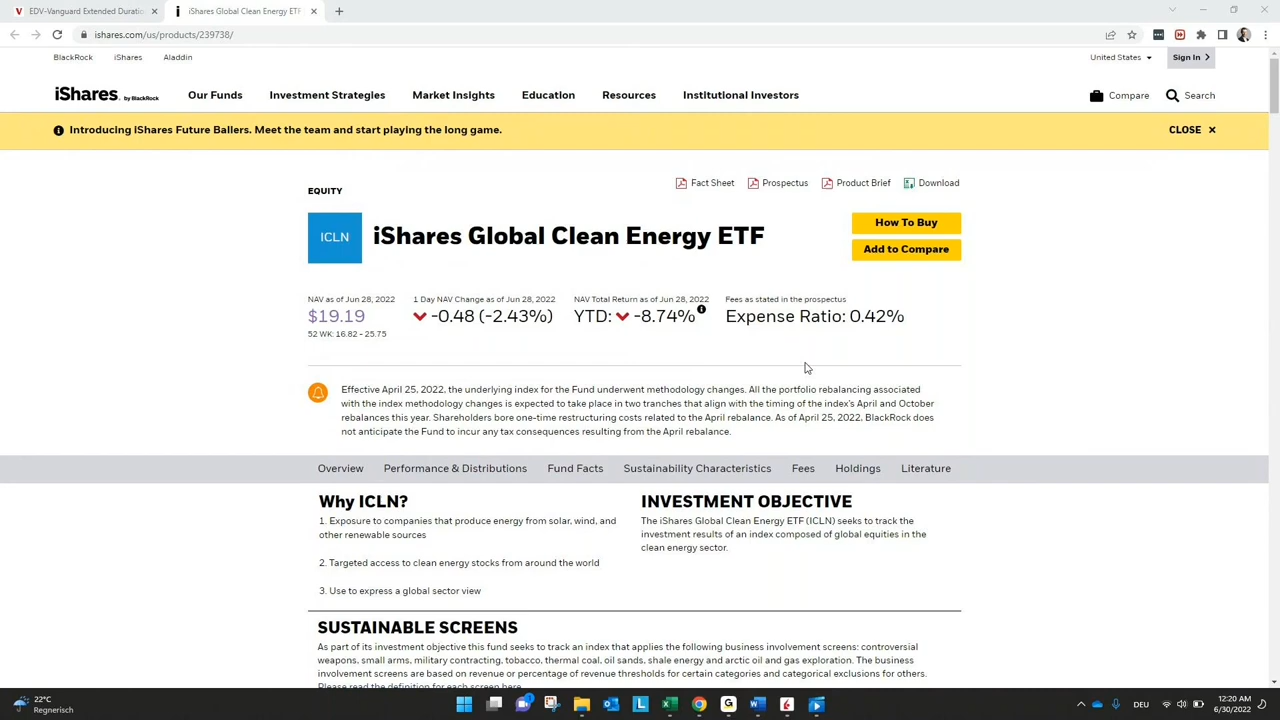 EDV-Vanguard Extended Duratio
iShares Global Clean Energy ETF
ishares.com/us/products/239738/
BlackRock iShares Aladdin
United States Sign In
iShares. by BlackRock
Our Funds Investment Strategies Market Insights Education Resources Institutional Investors
Compare Search
Introducing iShares Future Ballers. Meet the team and start playing the long game.
CLOSE
Fact Sheet Prospectus Product Brief Download
EQUITY
ICLN
iShares Global Clean Energy ETF
How To Buy
Add to Compare
NAV as of Jun 28, 2022
$19.19
52 WK: 16.82 - 25.75
1 Day NAV Change as of Jun 28, 2022
-0.48 (-2.43%)
NAV Total Return as of Jun 28, 2022
YTD: -8.74%
Fees as stated in the prospectus
Expense Ratio: 0.42%
Effective April 25, 2022, the underlying index for the Fund underwent methodology changes. All the portfolio rebalancing associated
with the index methodology changes is expected to take place in two tranches that align with the timing of the index's April and October
rebalances this year. Shareholders bore one-time restructuring costs related to the April rebalance. As of April 25, 2022, BlackRock does
not anticipate the Fund to incur any tax consequences resulting from the April rebalance.
Overview Performance & Distributions Fund Facts Sustainability Characteristics Fees Holdings Literature
Why ICLN?
1. Exposure to companies that produce energy from solar, wind, and
other renewable sources
2. Targeted access to clean energy stocks from around the world
3. Use to express a global sector view
INVESTMENT OBJECTIVE
The iShares Global Clean Energy ETF (ICLN) seeks to track the
investment results of an index composed of global equities in the
clean energy sector.
SUSTAINABLE SCREENS
As part of its investment objective this fund seeks to track an index that applies the following business involvement screens: controversial
weapons, small arms, military contracting, tobacco, thermal coal, oil sands, shale energy and arctic oil and gas exploration. The business
involvement screens are based on revenue or percentage of revenue thresholds for certain categories and categorical exclusions for others.
Please read the definition for each screen here.
22°C
Regnerisch
DEU
12:20 AM
6/30/2022